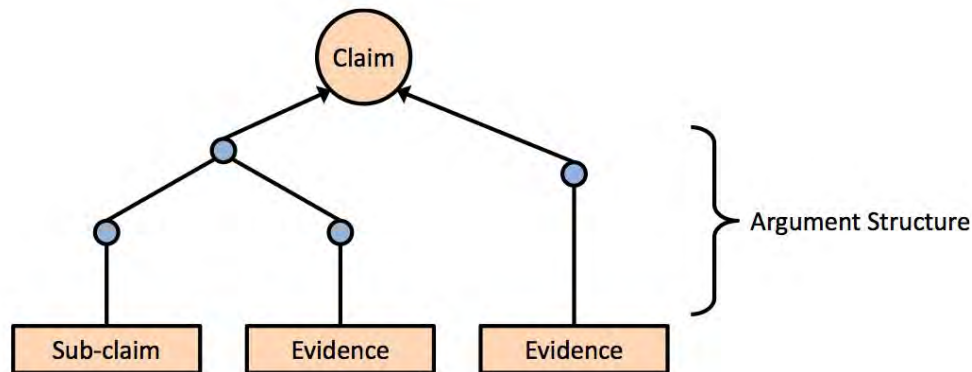 Claim
Argument Structure
Sub-claim
Evidence
Evidence